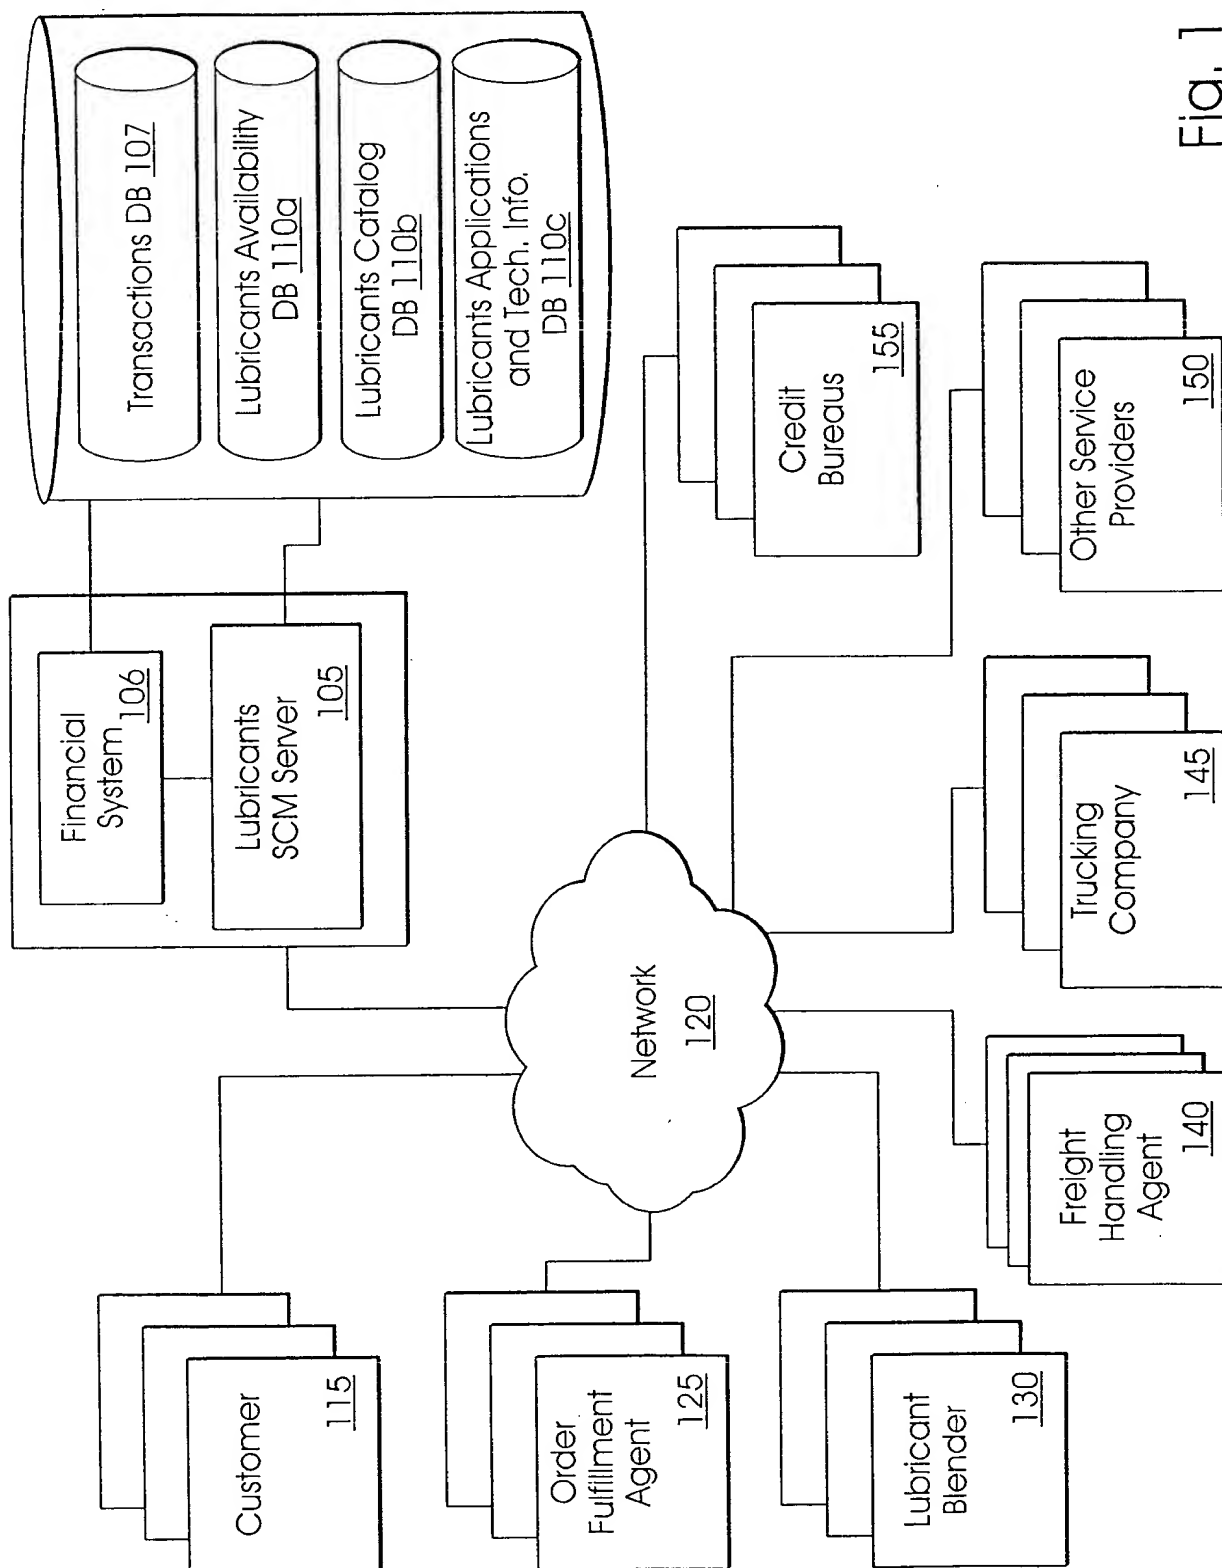 Transactions DB 107
Lubricants Availability
DB 110a
Lubricants Catalog
DB 110b
Lubricants Applications
and Tech. Info.
DB 110c
Financial
System
106
Lubricants
SCM Server
105
Network
120
Customer
115
Order
Fulfillment
Agent
125
Lubricant
Blender
130
Freight
Handling
Agent
140
Trucking
Company
145
Other Service
Providers
150
Credit
Bureaus
155
Fig. 1